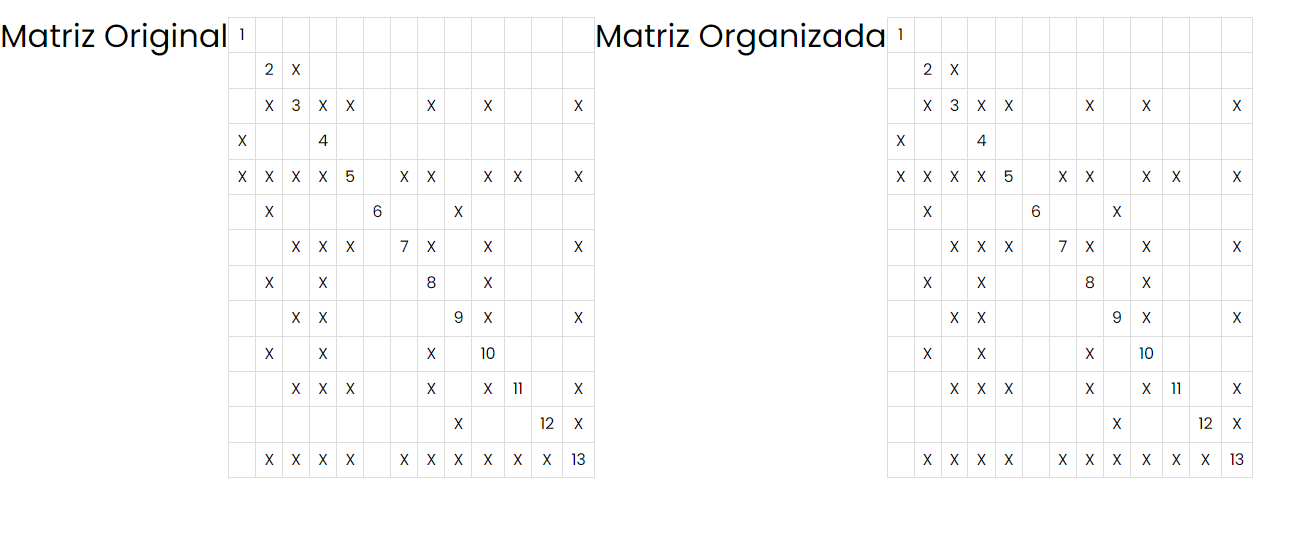 Matriz Original
1
2 X
X 3 X X X X X
X 4
X X X X 5 X X X X X
X 6 X
X X X 7 X X X
X X 8 X
X X 9 X X
X X X 10
X X X X X 11 X
X 12 X
X X X X X X X X X X 13
Matriz Organizada
1
2 X
X 3 X X X X X
X 4
X X X X 5 X X X X X
X 6 X
X X X 7 X X X
X X 8 X
X X 9 X X
X X X 10
X X X X X 11 X
X 12 X
X X X X X X X X X X 13